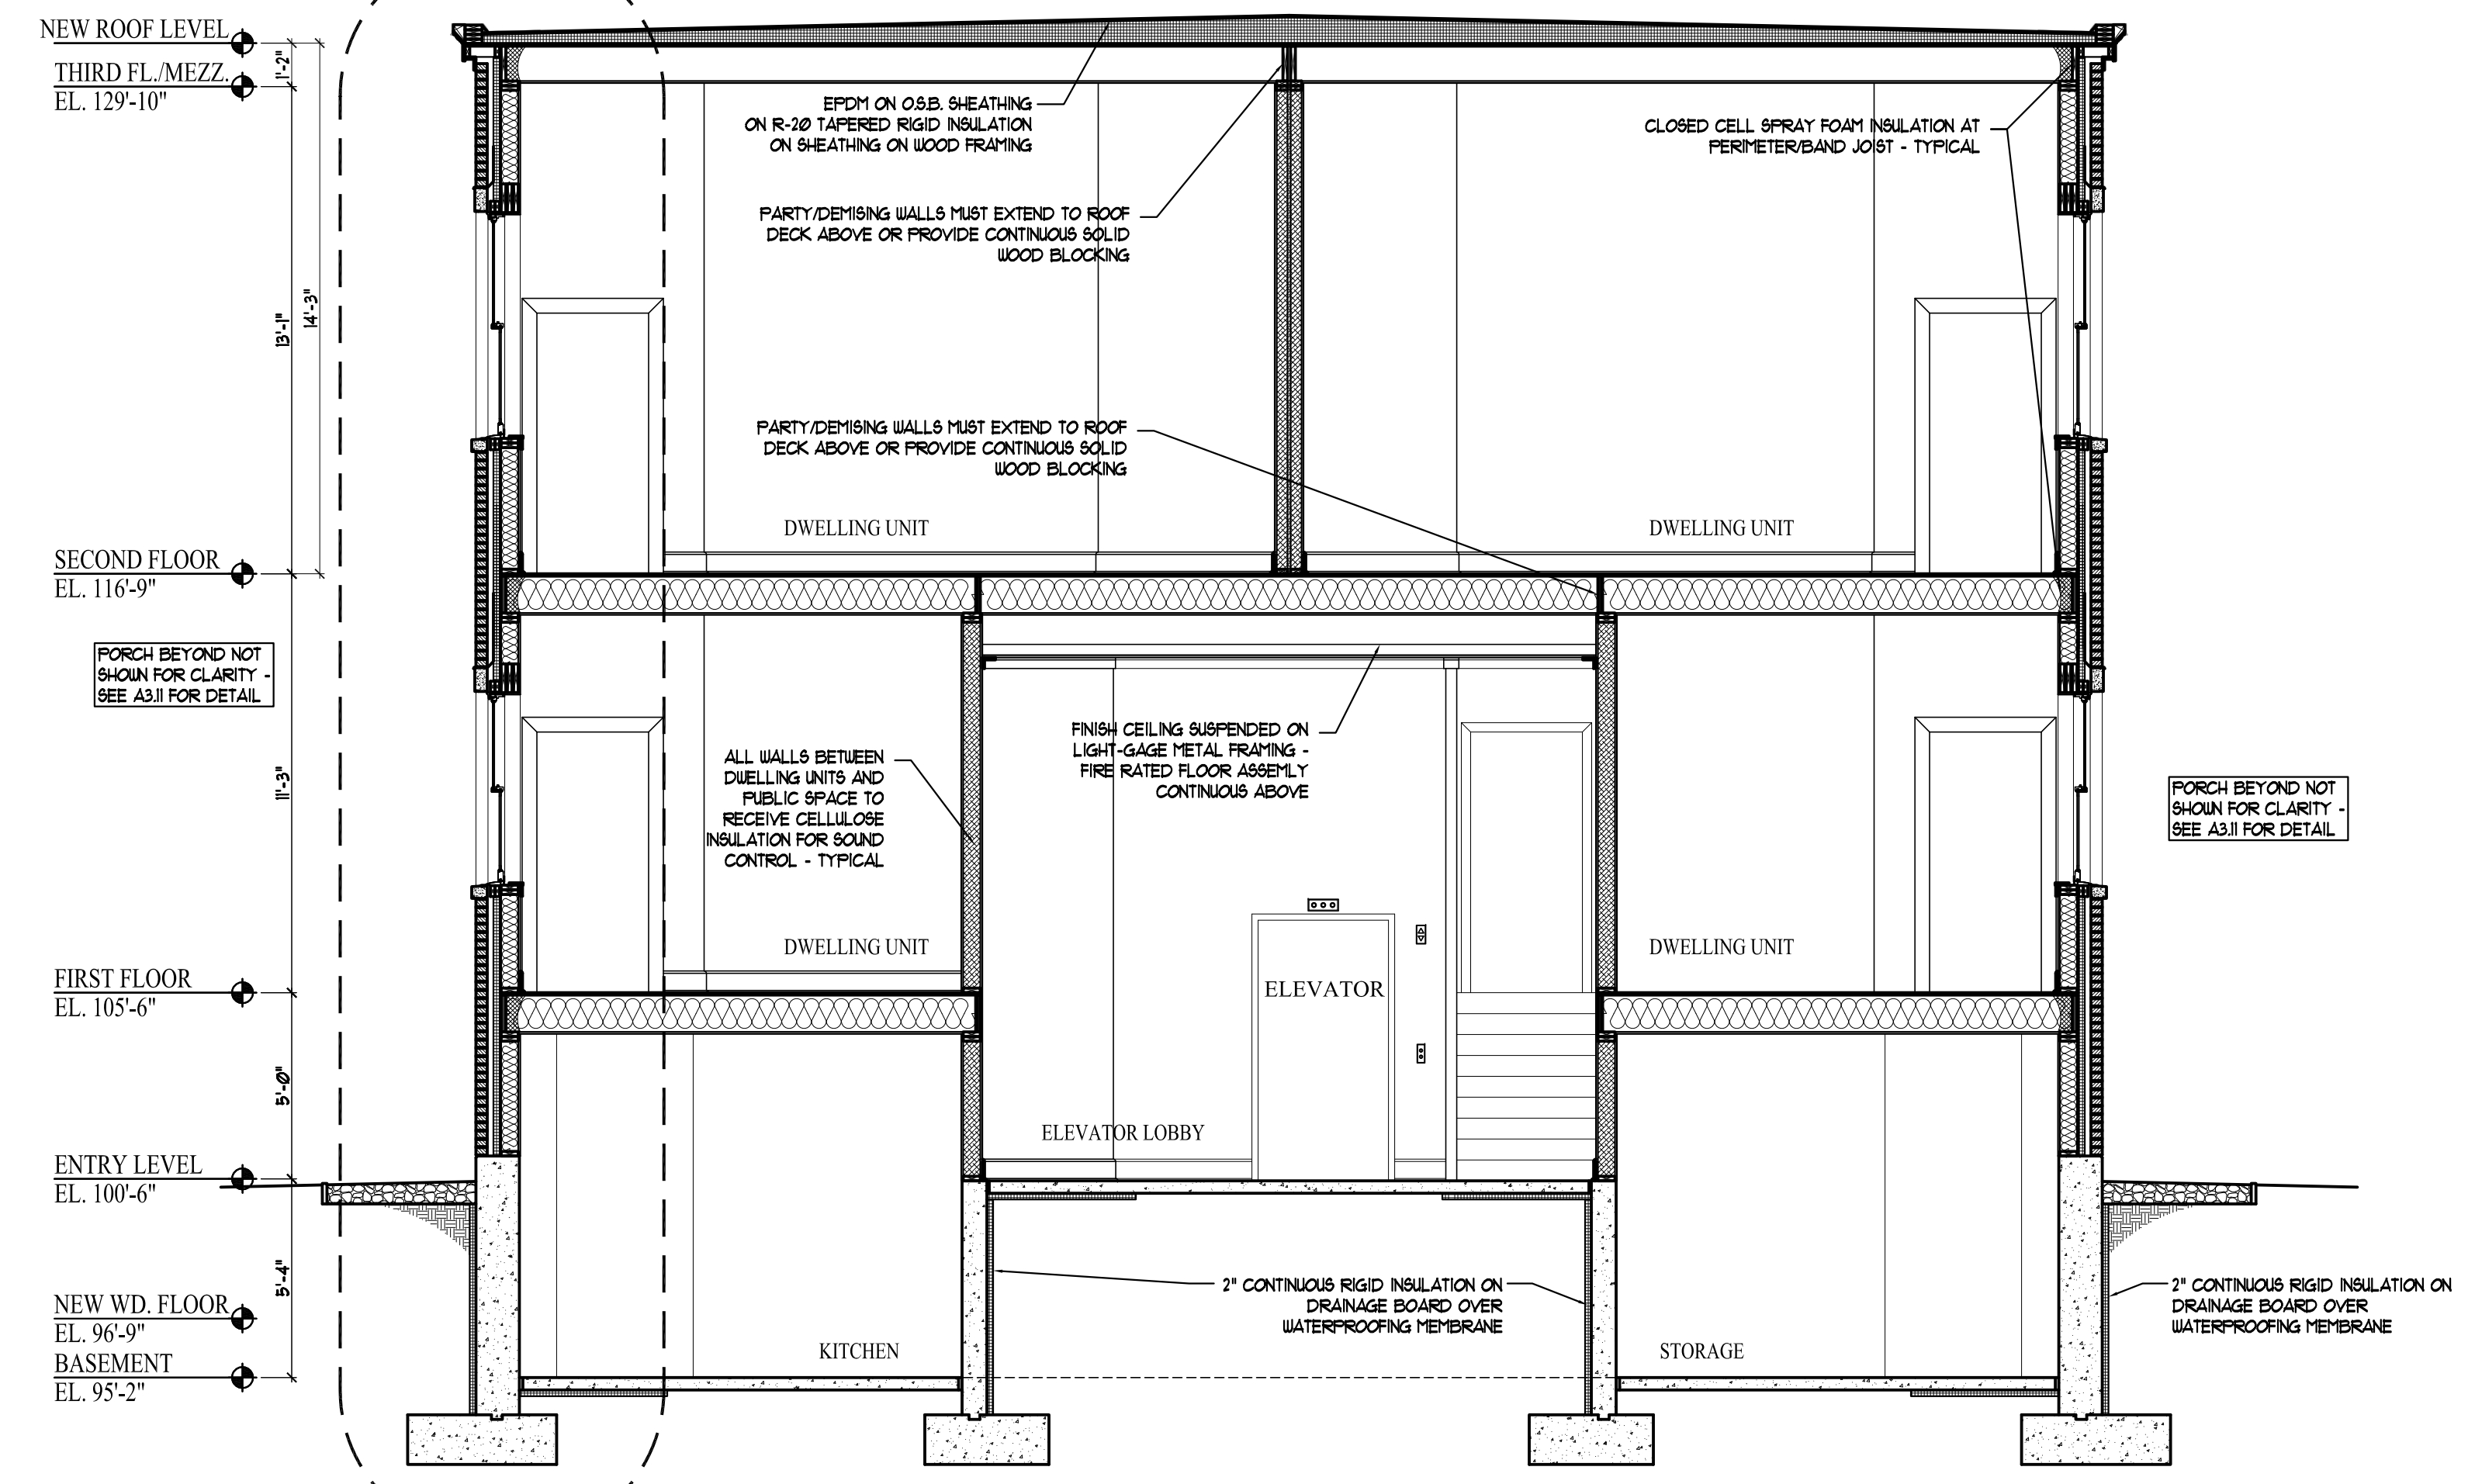 NEW ROOF LEVEL
1'-2"
THIRD FL./MEZZ.
EL. 129'-10"
EPDM ON O.S.B. SHEATHING
ON R-20 TAPERED RIGID INSULATION
ON SHEATHING ON WOOD FRAMING
CLOSED CELL SPRAY FOAM INSULATION AT
PERIMETER/BAND JOIST - TYPICAL
PARTY/DEMISING WALLS MUST EXTEND TO ROOF
DECK ABOVE OR PROVIDE CONTINUOUS SOLID
WOOD BLOCKING
14'-3"
13'-1"
PARTY/DEMISING WALLS MUST EXTEND TO ROOF
DECK ABOVE OR PROVIDE CONTINUOUS SOLID
WOOD BLOCKING
DWELLING UNIT
DWELLING UNIT
SECOND FLOOR
EL. 116'-9"
PORCH BEYOND NOT
SHOWN FOR CLARITY -
SEE A3.11 FOR DETAIL
11'-3"
ALL WALLS BETWEEN
DWELLING UNITS AND
PUBLIC SPACE TO
RECEIVE CELLULOSE
INSULATION FOR SOUND
CONTROL - TYPICAL
FINISH CEILING SUSPENDED ON
LIGHT-GAGE METAL FRAMING -
FIRE RATED FLOOR ASSEMLY
CONTINUOUS ABOVE
PORCH BEYOND NOT
SHOWN FOR CLARITY -
SEE A3.11 FOR DETAIL
DWELLING UNIT
DWELLING UNIT
FIRST FLOOR
EL. 105'-6"
ELEVATOR
5'-0"
ELEVATOR LOBBY
ENTRY LEVEL
EL. 100'-6"
5'-4"
2" CONTINUOUS RIGID INSULATION ON
DRAINAGE BOARD OVER
WATERPROOFING MEMBRANE
2" CONTINUOUS RIGID INSULATION ON
DRAINAGE BOARD OVER
WATERPROOFING MEMBRANE
NEW WD. FLOOR
EL. 96'-9"
KITCHEN
STORAGE
BASEMENT
EL. 95'-2"